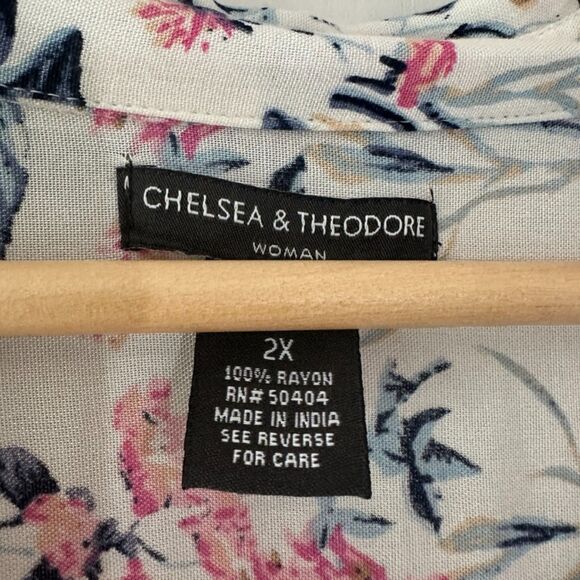 CHELSEA & THEODORE
WOMAN
2X
100% RAYON
RN# 50404
MADE IN INDIA
SEE REVERSE
FOR CARE